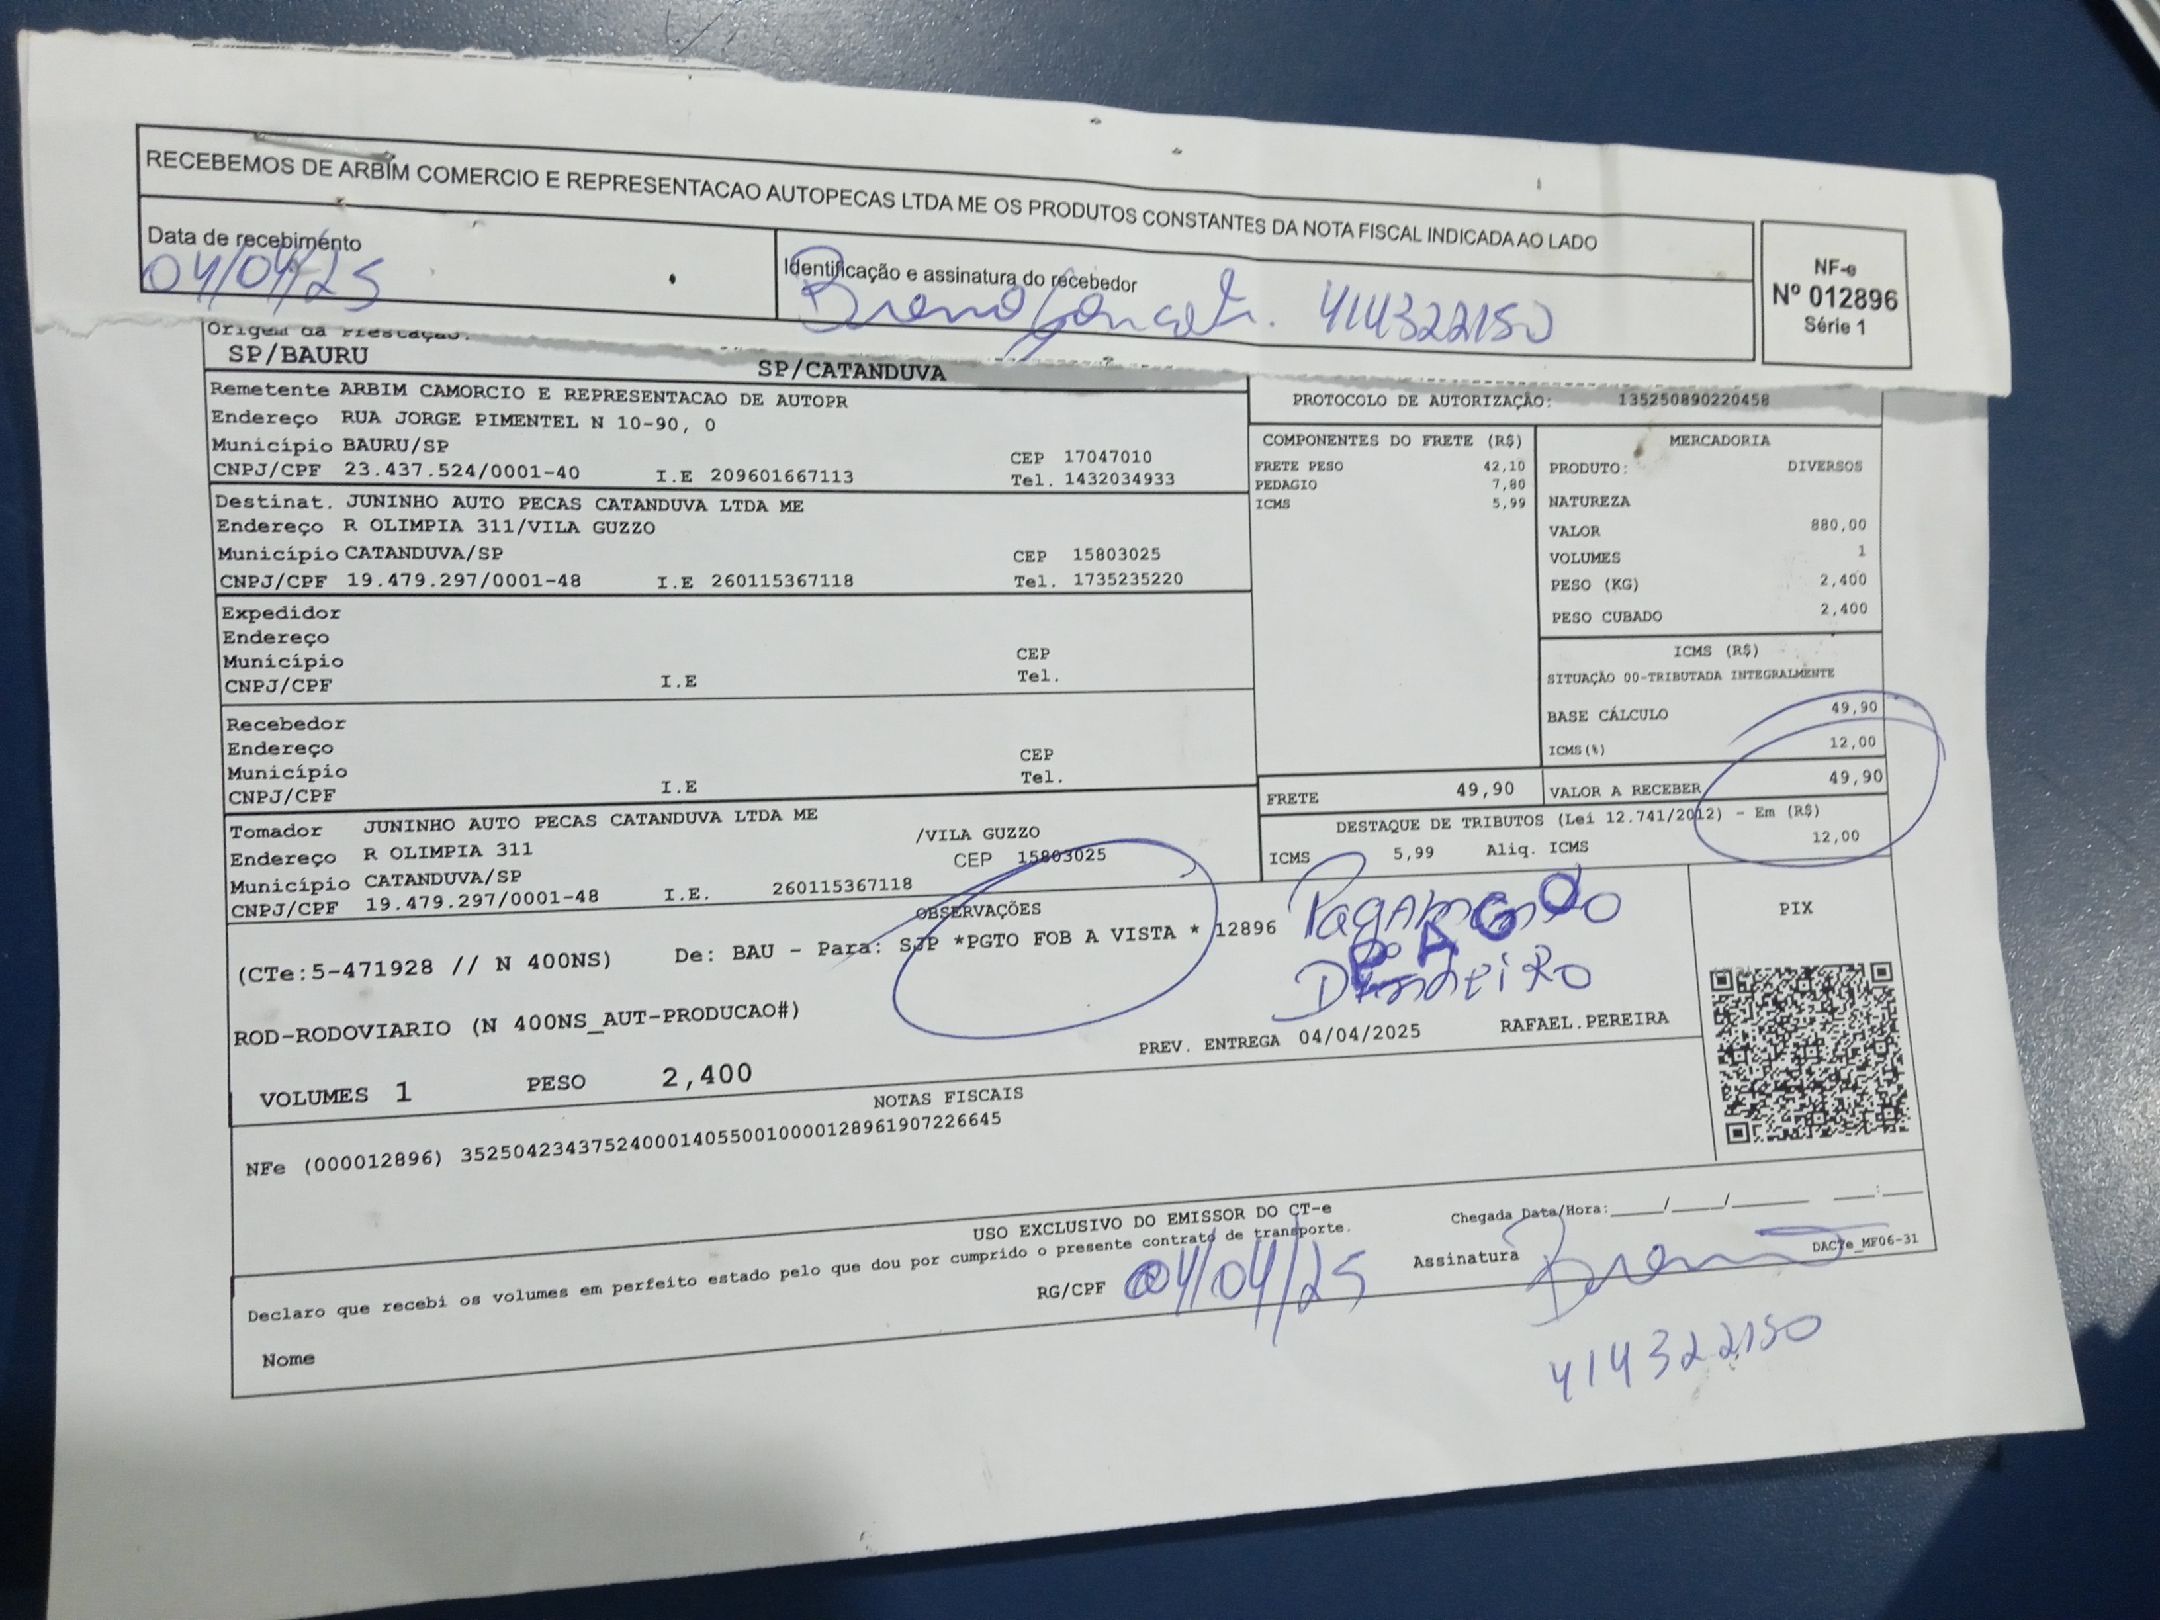 RECEBEMOS DE ARBIM COMERCIO E REPRESENTACAO AUTOPECAS LTDA ME OS PRODUTOS CONSTANTES DA NOTA FISCAL INDICADA AO LADO
Data de recebimento
04/04/25
Identificação e assinatura do recebedor
Breno 414322150
NF-e
Nº 012896
Série 1
Origem da Prestação:
SP/BAURU
SP/CATANDUVA
Remetente ARBIM CAMORCIO E REPRESENTACAO DE AUTOPR
Endereço RUA JORGE PIMENTEL N 10-90, 0
Município BAURU/SP CEP 17047010
CNPJ/CPF 23.437.524/0001-40 I.E 209601667113 Tel. 1432034933
Destinat. JUNINHO AUTO PECAS CATANDUVA LTDA ME
Endereço R OLIMPIA 311/VILA GUZZO
Município CATANDUVA/SP CEP 15803025
CNPJ/CPF 19.479.297/0001-48 I.E 260115367118 Tel. 1735235220
Expedidor
Endereço
Município CEP
CNPJ/CPF I.E Tel.
Recebedor
Endereço
Município CEP
CNPJ/CPF I.E Tel.
Tomador JUNINHO AUTO PECAS CATANDUVA LTDA ME
Endereço R OLIMPIA 311 /VILA GUZZO
Município CATANDUVA/SP CEP 15803025
CNPJ/CPF 19.479.297/0001-48 I.E. 260115367118
PROTOCOLO DE AUTORIZAÇÃO: 135250890220458
COMPONENTES DO FRETE (R$)
FRETE PESO 42,10
PEDAGIO 7,80
ICMS 5,99
MERCADORIA
PRODUTO: DIVERSOS
NATUREZA
VALOR 880,00
VOLUMES 1
PESO (KG) 2,400
PESO CUBADO 2,400
ICMS (R$)
SITUAÇÃO 00-TRIBUTADA INTEGRALMENTE
BASE CÁLCULO 49,90
ICMS(%) 12,00
FRETE 49,90
VALOR A RECEBER 49,90
DESTAQUE DE TRIBUTOS (Lei 12.741/2012) - Em (R$)
ICMS 5,99 Aliq. ICMS 12,00
OBSERVAÇÕES
(CTe:5-471928 // N 400NS) De: BAU - Para: SJP *PGTO FOB A VISTA * 12896
PAGO
ROD-RODOVIARIO (N 400NS_AUT-PRODUCAO#)
PREV. ENTREGA 04/04/2025 RAFAEL.PEREIRA
VOLUMES 1 PESO 2,400
PIX
NOTAS FISCAIS
NFe (000012896) 35250423437524000140550010000128961907226645
USO EXCLUSIVO DO EMISSOR DO CT-e
Declaro que recebi os volumes em perfeito estado pelo que dou por cumprido o presente contrato de transporte.
Chegada Data/Hora:_____/_____/_______ ____:____
Nome
RG/CPF 04/04/25
Assinatura Breno
DACTe_MF06-31
414322150